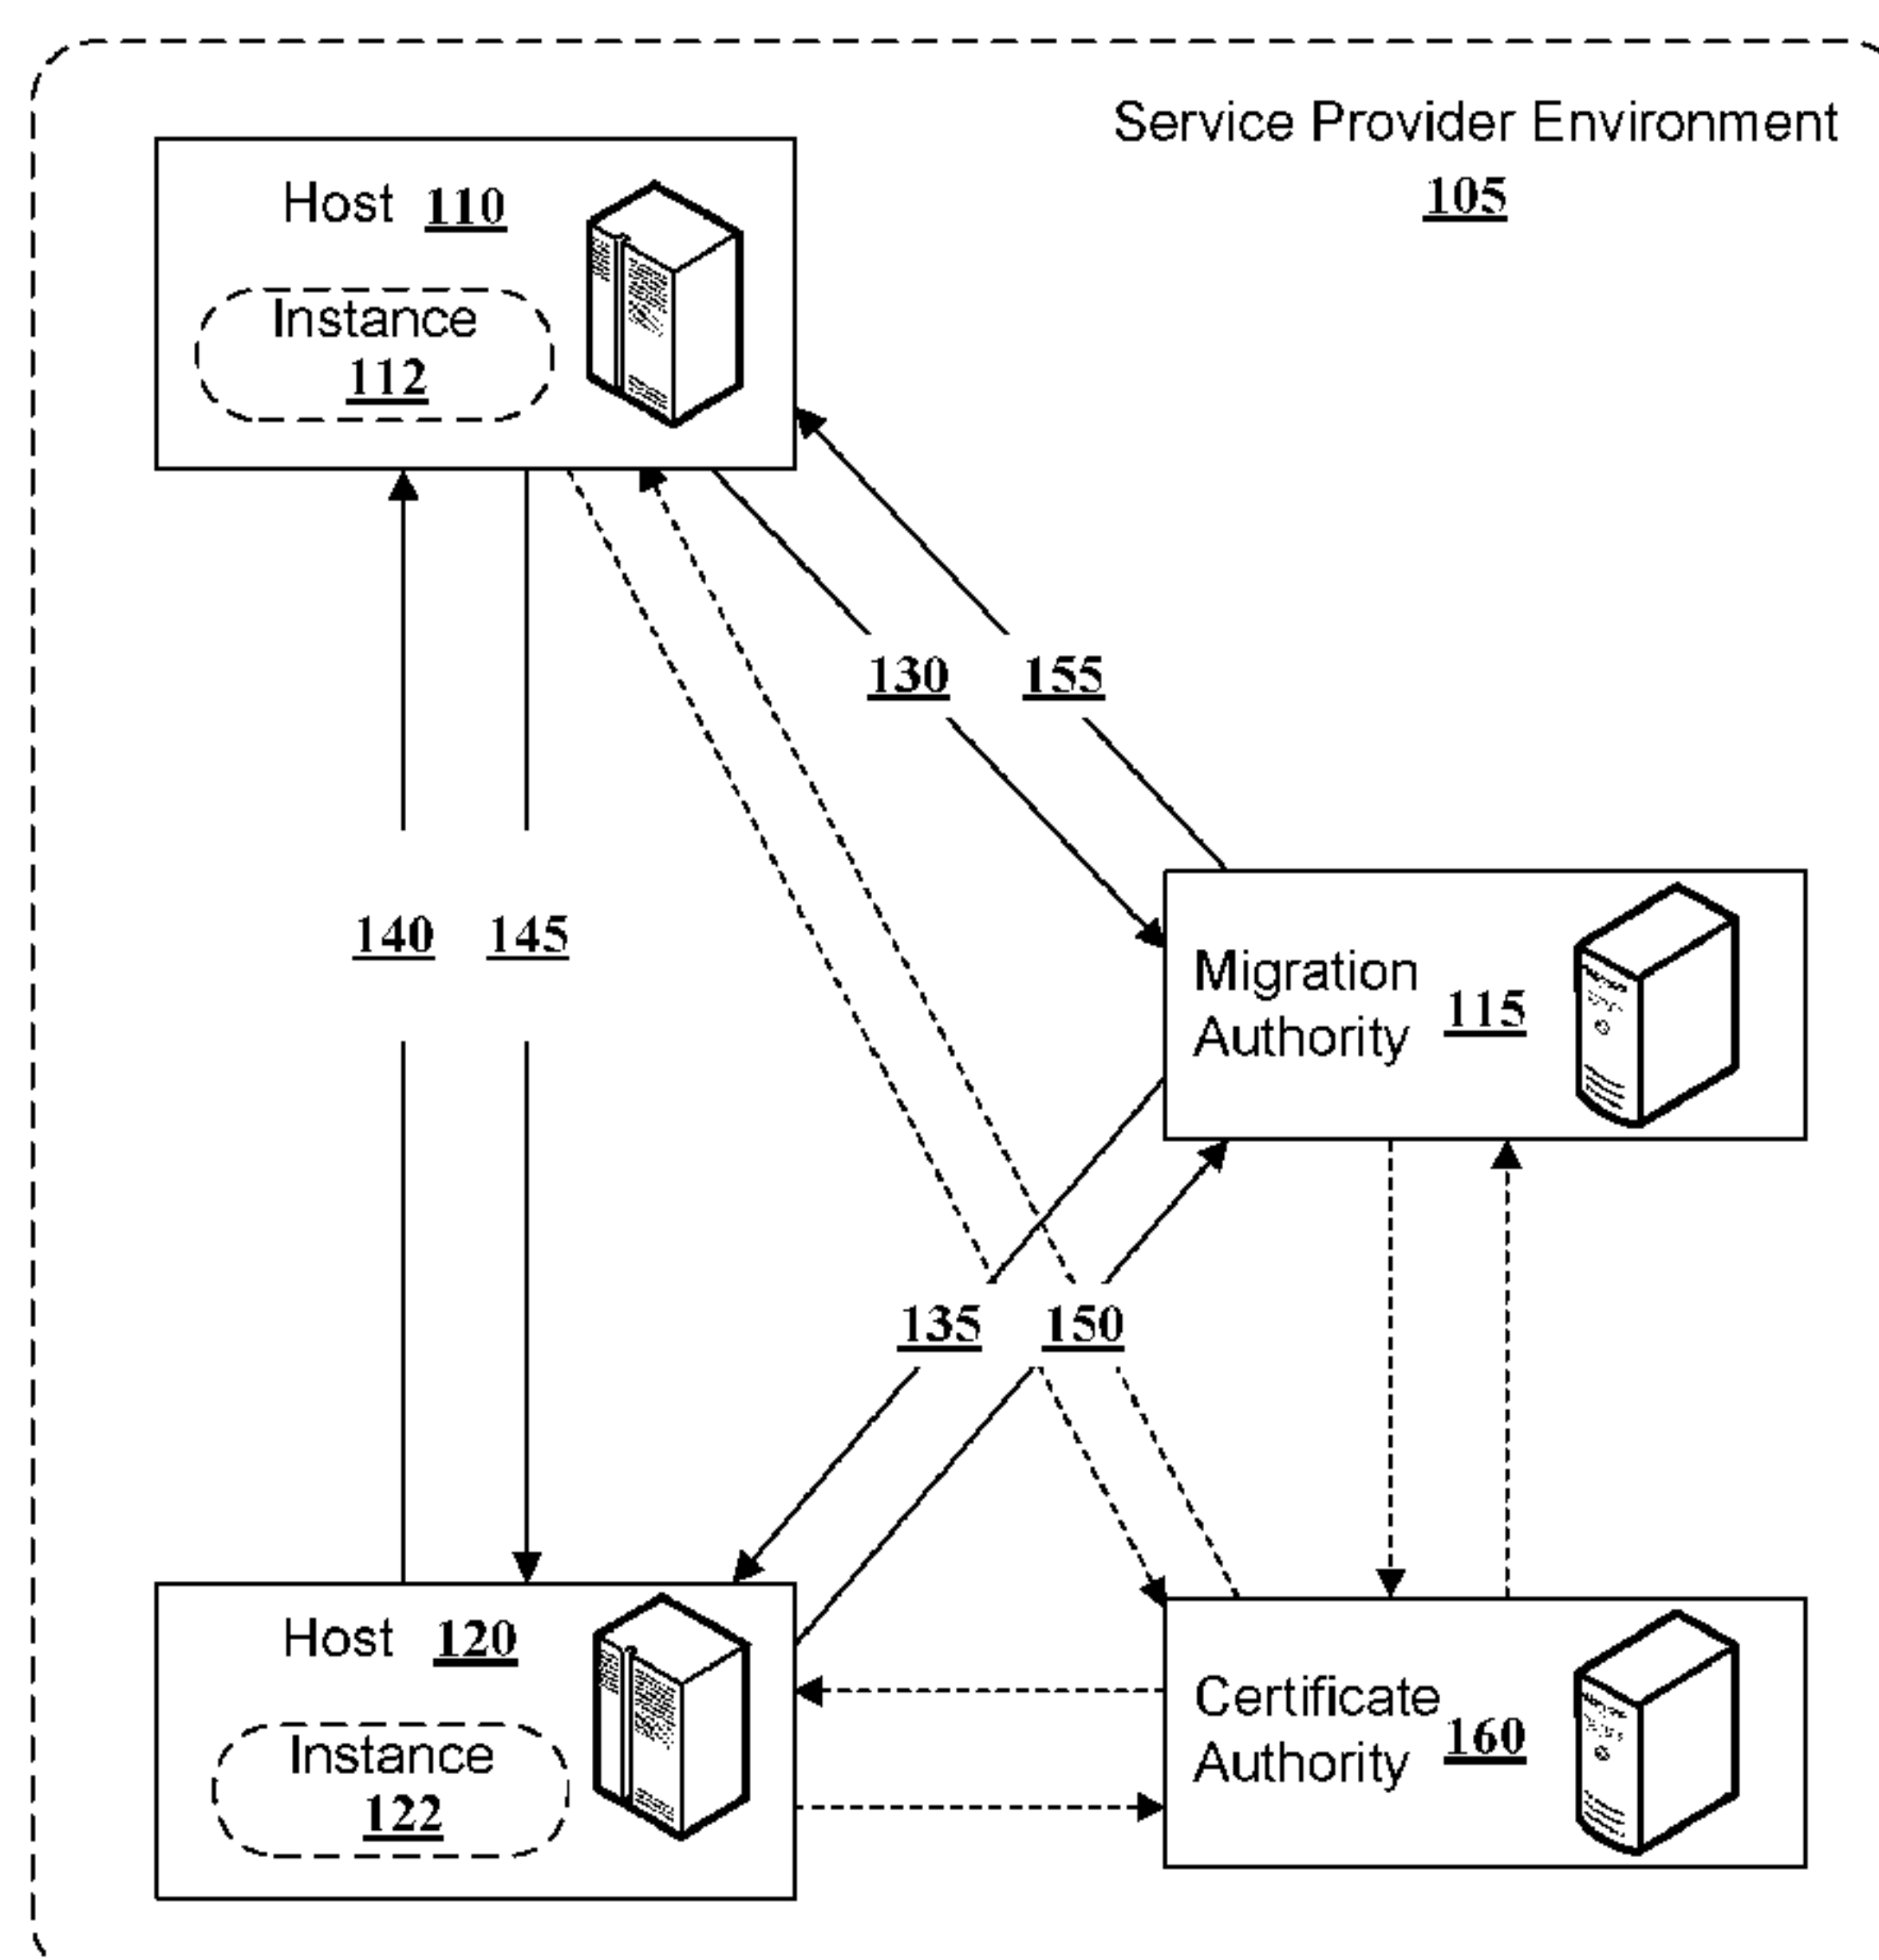 Service Provider Environment
105
Host 110
Instance
112
130 155
140 145
Migration
Authority 115
135 150
Host 120
Instance
122
Certificate
Authority 160